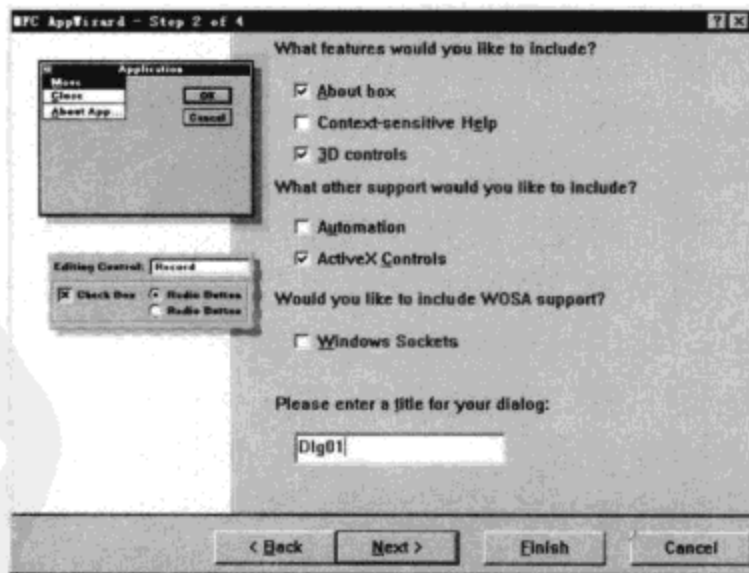 MFC AppWizard - Step 2 of 4
Application
Move
Close
About App...
OK
Cancel
Editing Control: Record
Check Box
Radio Button
Radio Button
What features would you like to include?
About box
Context-sensitive Help
3D controls
What other support would you like to include?
Automation
ActiveX Controls
Would you like to include WOSA support?
Windows Sockets
Please enter a title for your dialog:
Dlg01
< Back
Next >
Finish
Cancel